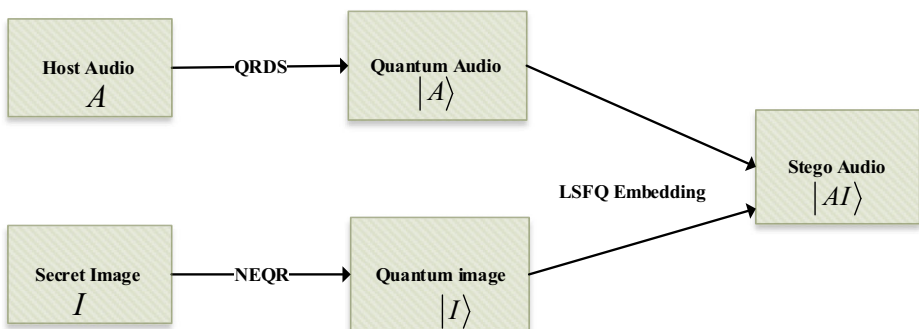 Host Audio
A
QRDS
Quantum Audio
|A⟩
Stego Audio
|AI⟩
LSFQ Embedding
Secret Image
I
NEQR
Quantum image
|I⟩